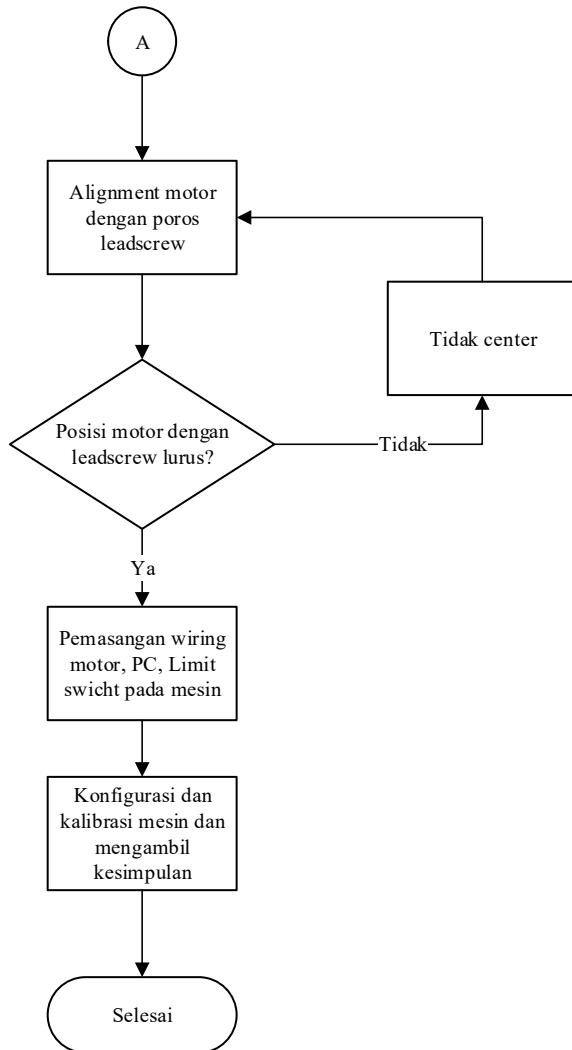 A
Alignment motor
dengan poros
leadscrew
Tidak center
Posisi motor dengan
leadscrew lurus?
Tidak
Ya
Pemasangan wiring
motor, PC, Limit
swicht pada mesin
Konfigurasi dan
kalibrasi mesin dan
mengambil
kesimpulan
Selesai